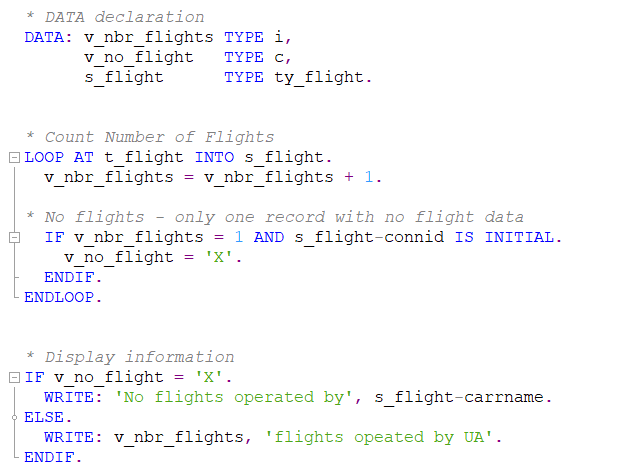 * DATA declaration
DATA: v_nbr_flights TYPE i,
v_no_flight TYPE c,
s_flight TYPE ty_flight.
* Count Number of Flights
LOOP AT t_flight INTO s_flight.
v_nbr_flights = v_nbr_flights + 1.
* No flights - only one record with no flight data
IF v_nbr_flights = 1 AND s_flight-connid IS INITIAL.
v_no_flight = 'X'.
ENDIF.
ENDLOOP.
* Display information
IF v_no_flight = 'X'.
WRITE: 'No flights operated by', s_flight-carrname.
ELSE.
WRITE: v_nbr_flights, 'flights opeated by UA'.
ENDIF.